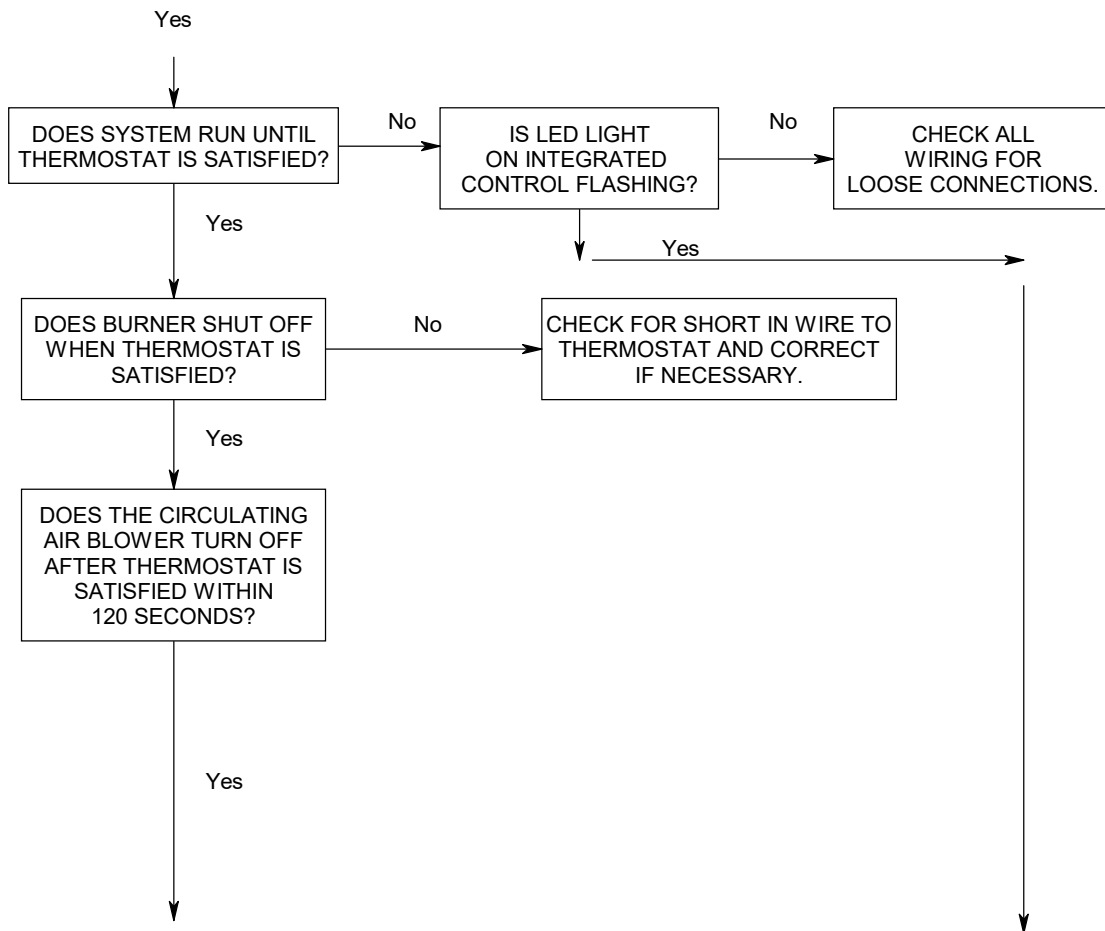 Yes
DOES SYSTEM RUN UNTIL
THERMOSTAT IS SATISFIED?
No
IS LED LIGHT
ON INTEGRATED
CONTROL FLASHING?
No
CHECK ALL
WIRING FOR
LOOSE CONNECTIONS.
Yes
Yes
DOES BURNER SHUT OFF
WHEN THERMOSTAT IS
SATISFIED?
No
CHECK FOR SHORT IN WIRE TO
THERMOSTAT AND CORRECT
IF NECESSARY.
Yes
DOES THE CIRCULATING
AIR BLOWER TURN OFF
AFTER THERMOSTAT IS
SATISFIED WITHIN
120 SECONDS?
Yes